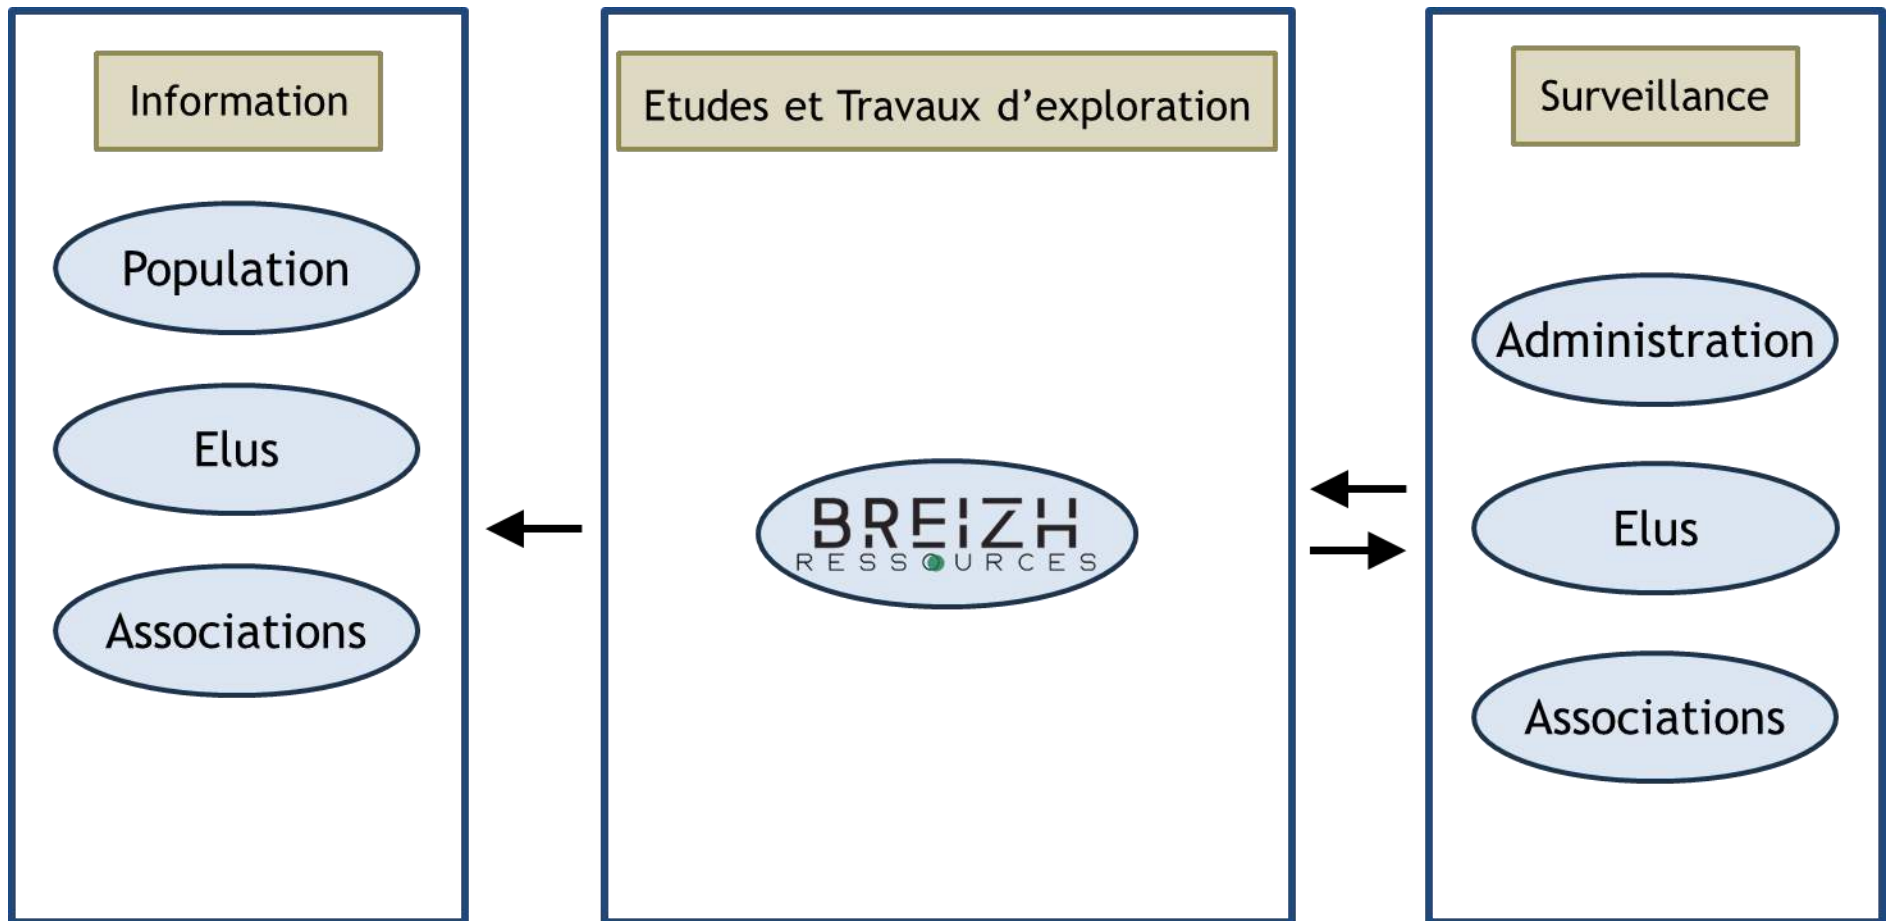 Information
Population
Elus
Associations
Etudes et Travaux d’exploration
BREIZH
RESSOURCES
Surveillance
Administration
Elus
Associations